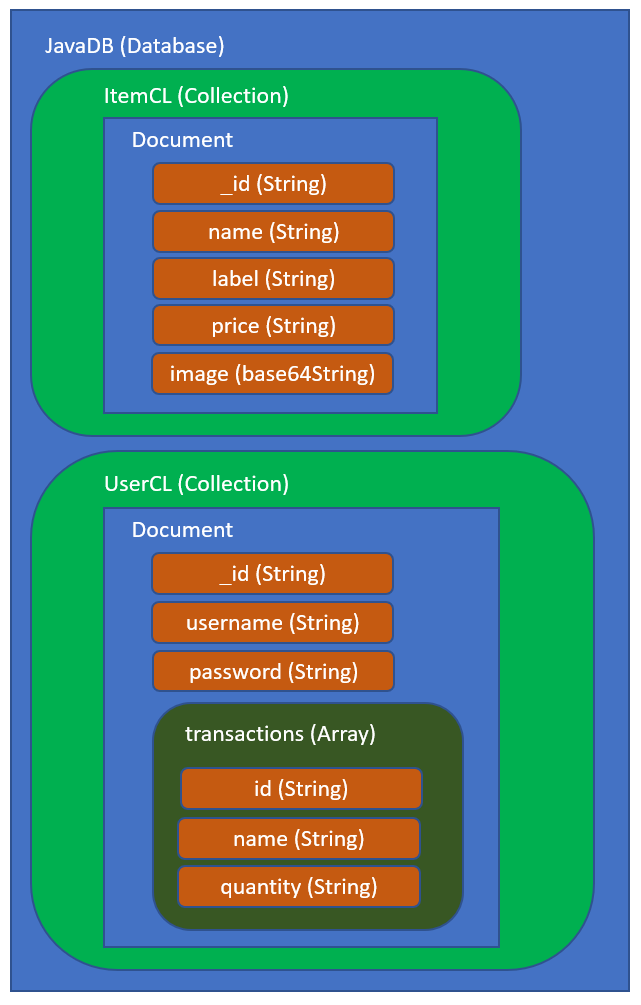 JavaDB (Database)
ItemCL (Collection)
Document
_id (String)
name (String)
label (String)
price (String)
image (base64String)
UserCL (Collection)
Document
_id (String)
username (String)
password (String)
transactions (Array)
id (String)
name (String)
quantity (String)